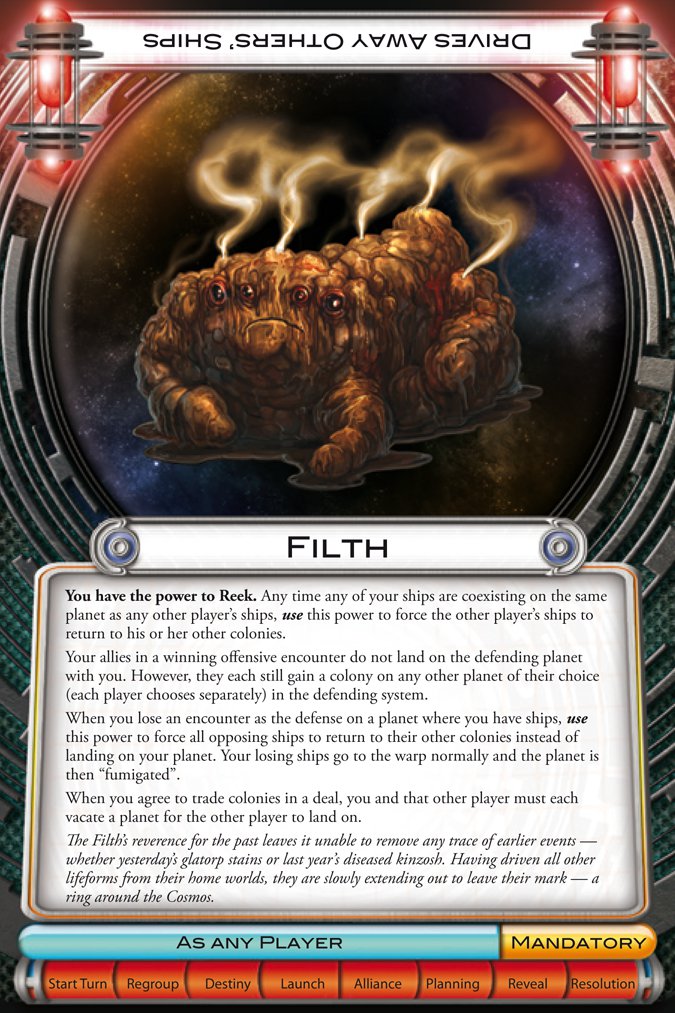 Drives Away Others' Ships
Filth
You have the power to Reek. Any time any of your ships are coexisting on the same
planet as any other player's ships, use this power to force the other player's ships to
return to his or her other colonies.
Your allies in a winning offensive encounter do not land on the defending planet
with you. However, they each still gain a colony on any other planet of their choice
(each player chooses separately) in the defending system.
When you lose an encounter as the defense on a planet where you have ships, use
this power to force all opposing ships to return to their other colonies instead of
landing on your planet. Your losing ships go to the warp normally and the planet is
then “fumigated”.
When you agree to trade colonies in a deal, you and that other player must each
vacate a planet for the other player to land on.
The Filth's reverence for the past leaves it unable to remove any trace of earlier events —
whether yesterday's glatorp stains or last year's diseased kinzosh. Having driven all other
lifeforms from their home worlds, they are slowly extending out to leave their mark — a
ring around the Cosmos.
As any Player Mandatory
Start Turn Regroup Destiny Launch Alliance Planning Reveal Resolution